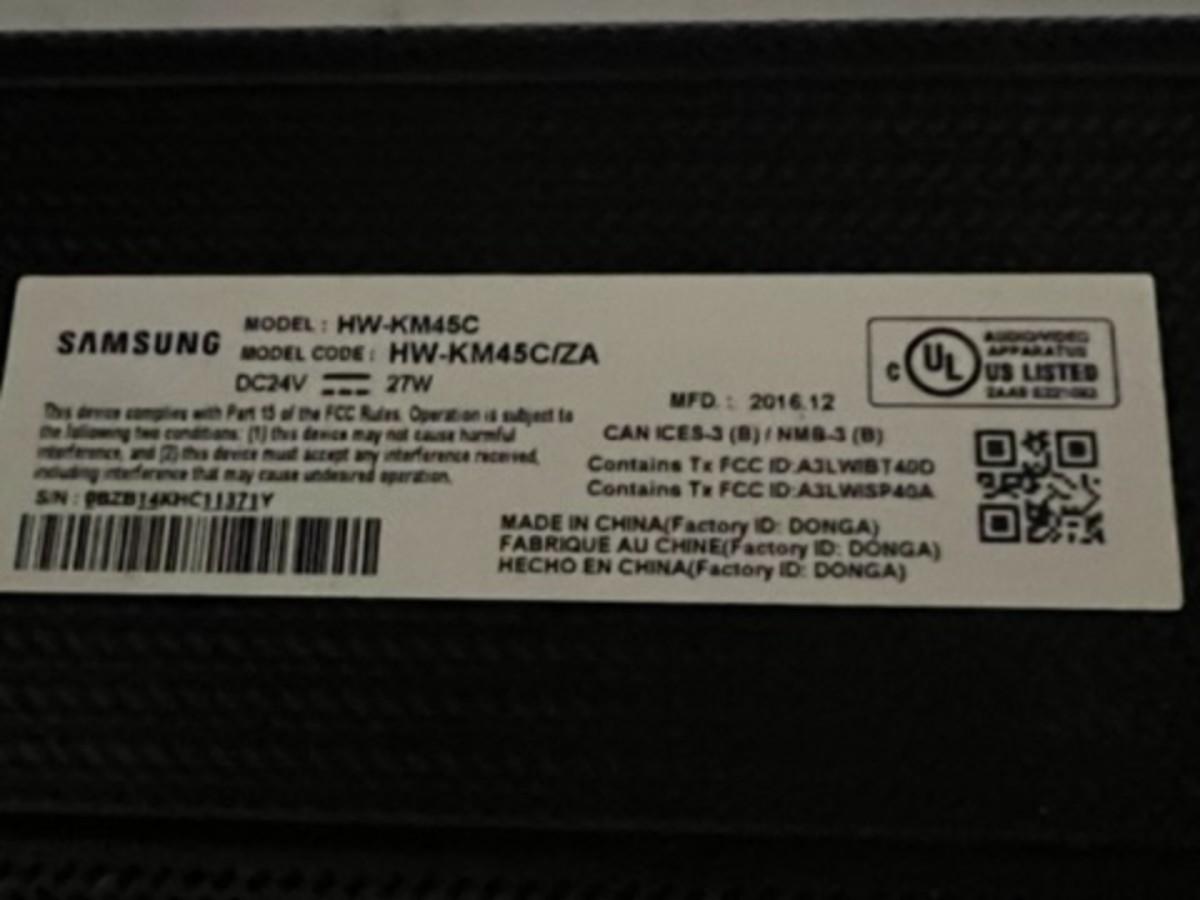 SAMSUNG
MODEL : HW-KM45C
MODEL CODE : HW-KM45C/ZA
DC24V 27W
This device complies with Part 15 of the FCC Rules. Operation is subject to
the following two conditions: (1) this device may not cause harmful
interference, and (2) this device must accept any interference received,
including interference that may cause undesired operation.
S/N : 0BZB14KHC11371Y
MFD. : 2016.12
CAN ICES-3 (B) / NMB-3 (B)
Contains Tx FCC ID:A3LWIBT40D
Contains Tx FCC ID:A3LWISP40A
MADE IN CHINA(Factory ID: DONGA)
FABRIQUE AU CHINE(Factory ID: DONGA)
HECHO EN CHINA(Factory ID: DONGA)
C UL
AUDIO/VIDEO
APPARATUS
US LISTED